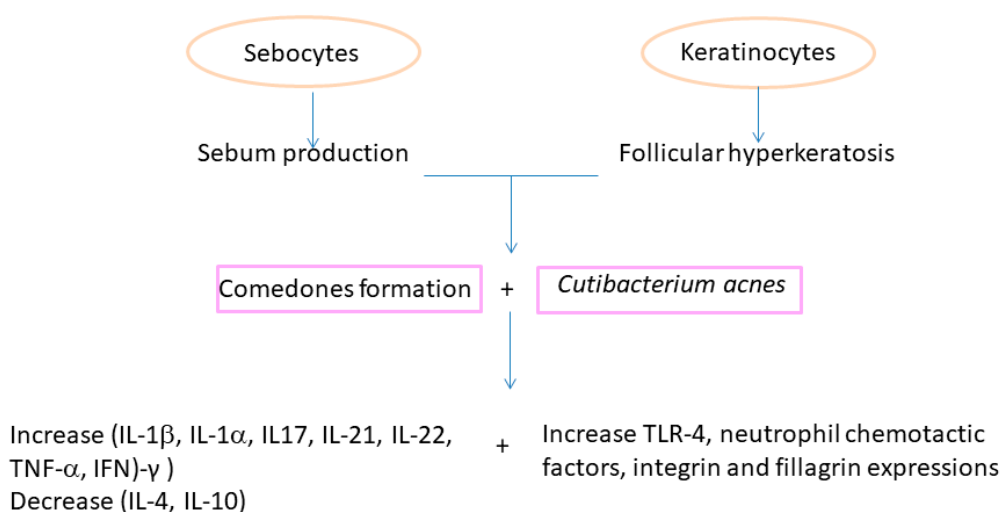 Sebocytes
Keratinocytes
Sebum production
Follicular hyperkeratosis
Comedones formation
+
Cutibacterium acnes
Increase (IL-1β, IL-1α, IL17, IL-21, IL-22,
TNF-α, IFN)-γ )
Decrease (IL-4, IL-10)
+
Increase TLR-4, neutrophil chemotactic
factors, integrin and fillagrin expressions